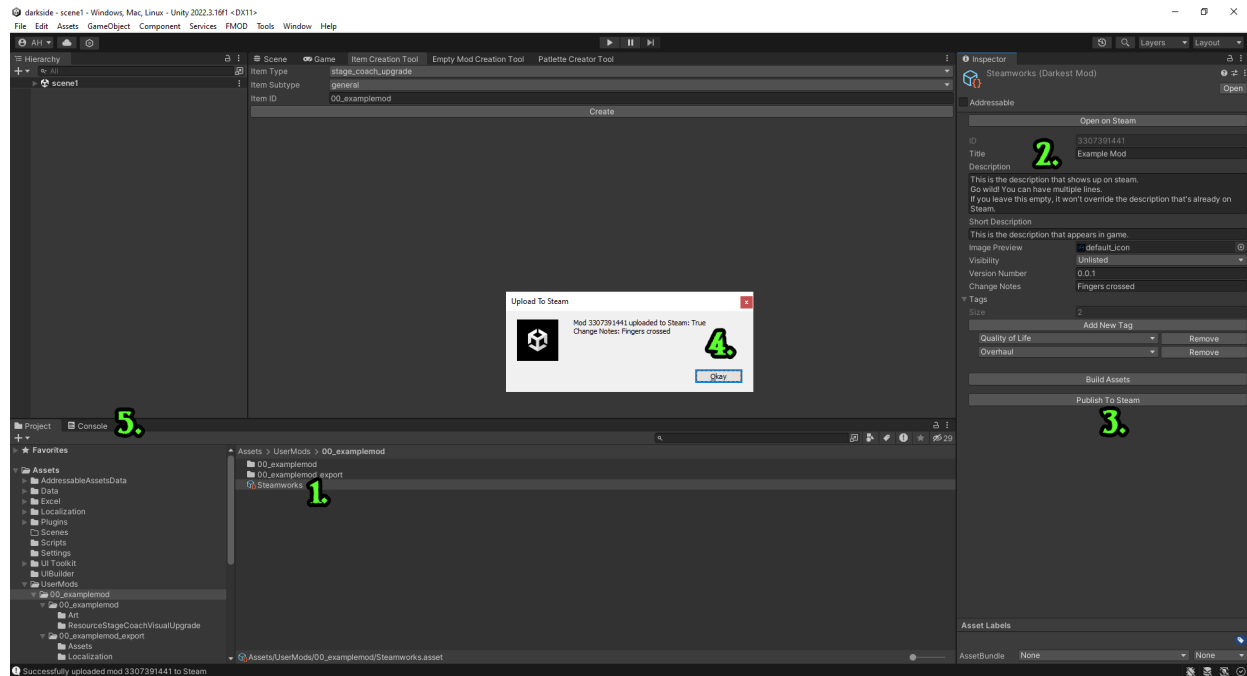 darkside - scene1 - Windows, Mac, Linux - Unity 2022.3.16f1 <DX11>
File Edit Assets GameObject Component Services FMOD Tools Window Help
AH
Layers
Layout
Hierarchy
All
scene1
Scene Game Item Creation Tool Empty Mod Creation Tool Patlette Creator Tool
Item Type stage_coach_upgrade
Item Subtype general
Item ID 00_examplemod
Create
Inspector
Steamworks (Darkest Mod)
Open
Addressable
Open on Steam
ID 3307391441
Title Example Mod
2.
Description
This is the description that shows up on steam.
Go wild! You can have multiple lines.
If you leave this empty, it won't override the description that's already on
Steam.
Short Description
This is the description that appears in game.
Image Preview default_icon
Visibility Unlisted
Version Number 0.0.1
Change Notes Fingers crossed
Tags
Size 2
Add New Tag
Quality of Life Remove
Overhaul Remove
Build Assets
Publish To Steam
3.
Upload To Steam
x
Mod 3307391441 uploaded to Steam: True
Change Notes: Fingers crossed
4.
Okay
Project Console
5.
29
Favorites
Assets
AddressableAssetsData
Data
Excel
Localization
Plugins
Scenes
Scripts
Settings
UI Toolkit
UIBuilder
UserMods
00_examplemod
00_examplemod
Art
ResourceStageCoachVisualUpgrade
00_examplemod_export
Assets
Localization
Assets > UserMods > 00_examplemod
00_examplemod
00_examplemod_export
Steamworks
1.
Assets/UserMods/00_examplemod/Steamworks.asset
Asset Labels
AssetBundle None None
Successfully uploaded mod 3307391441 to Steam